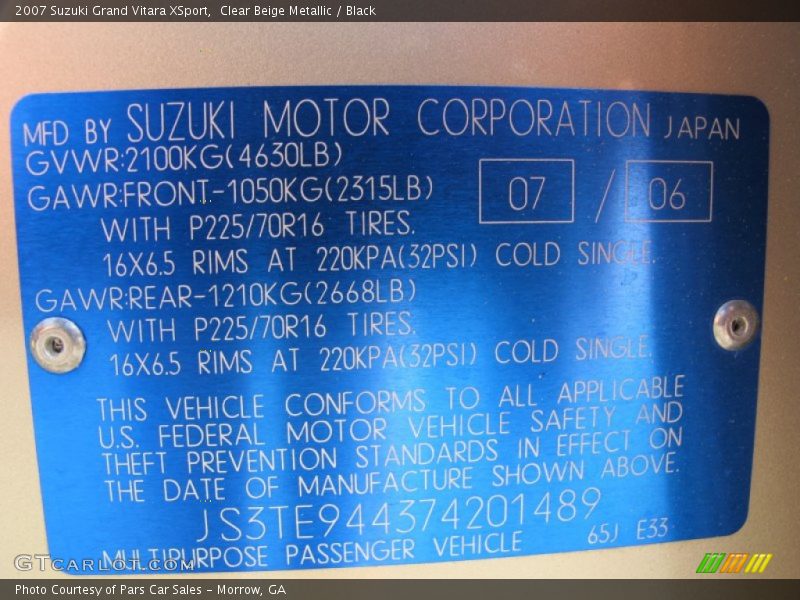 2007 Suzuki Grand Vitara XSport,  Clear Beige Metallic / Black
MFD BY SUZUKI MOTOR CORPORATION JAPAN
GVWR:2100KG(4630LB)
GAWR:FRONT-1050KG(2315LB)
07 / 06
WITH P225/70R16 TIRES.
16X6.5 RIMS AT 220KPA(32PSI) COLD SINGLE.
GAWR:REAR-1210KG(2668LB)
WITH P225/70R16 TIRES.
16X6.5 RIMS AT 220KPA(32PSI) COLD SINGLE.
THIS VEHICLE CONFORMS TO ALL APPLICABLE
U.S. FEDERAL MOTOR VEHICLE SAFETY AND
THEFT PREVENTION STANDARDS IN EFFECT ON
THE DATE OF MANUFACTURE SHOWN ABOVE.
JS3TE944374201489
MULTIPURPOSE PASSENGER VEHICLE 65J E33
GTCARLOT.COM
Photo Courtesy of Pars Car Sales - Morrow, GA